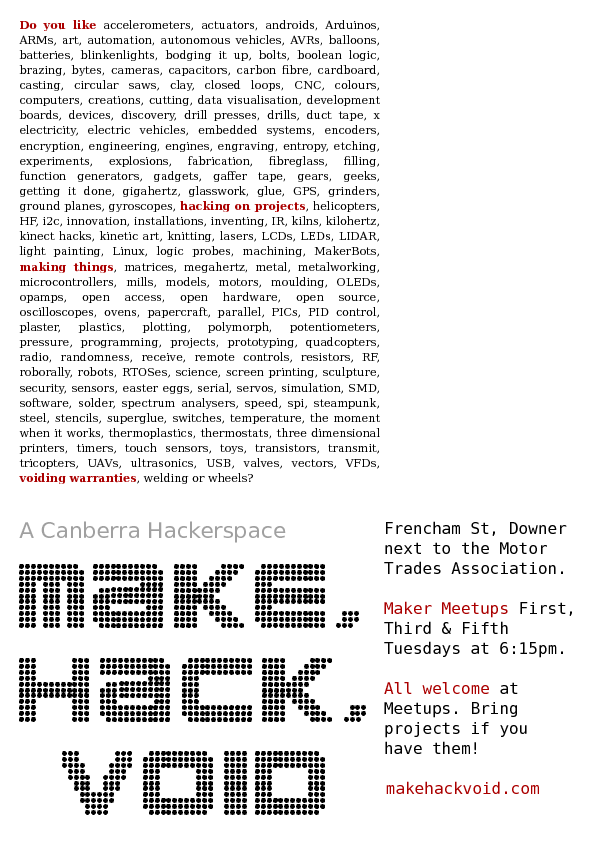 Do you like accelerometers, actuators, androids, Arduinos,
ARMs, art, automation, autonomous vehicles, AVRs, balloons,
batteries, blinkenlights, bodging it up, bolts, boolean logic,
brazing, bytes, cameras, capacitors, carbon fibre, cardboard,
casting, circular saws, clay, closed loops, CNC, colours,
computers, creations, cutting, data visualisation, development
boards, devices, discovery, drill presses, drills, duct tape, x
electricity, electric vehicles, embedded systems, encoders,
encryption, engineering, engines, engraving, entropy, etching,
experiments, explosions, fabrication, fibreglass, filling,
function generators, gadgets, gaffer tape, gears, geeks,
getting it done, gigahertz, glasswork, glue, GPS, grinders,
ground planes, gyroscopes, hacking on projects, helicopters,
HF, i2c, innovation, installations, inventing, IR, kilns, kilohertz,
kinect hacks, kinetic art, knitting, lasers, LCDs, LEDs, LIDAR,
light painting, Linux, logic probes, machining, MakerBots,
making things, matrices, megahertz, metal, metalworking,
microcontrollers, mills, models, motors, moulding, OLEDs,
opamps, open access, open hardware, open source,
oscilloscopes, ovens, papercraft, parallel, PICs, PID control,
plaster, plastics, plotting, polymorph, potentiometers,
pressure, programming, projects, prototyping, quadcopters,
radio, randomness, receive, remote controls, resistors, RF,
roborally, robots, RTOSes, science, screen printing, sculpture,
security, sensors, easter eggs, serial, servos, simulation, SMD,
software, solder, spectrum analysers, speed, spi, steampunk,
steel, stencils, superglue, switches, temperature, the moment
when it works, thermoplastics, thermostats, three dimensional
printers, timers, touch sensors, toys, transistors, transmit,
tricopters, UAVs, ultrasonics, USB, valves, vectors, VFDs,
voiding warranties, welding or wheels?
A Canberra Hackerspace
make,
Hack,
void
Frencham St, Downer
next to the Motor
Trades Association.
Maker Meetups First,
Third & Fifth
Tuesdays at 6:15pm.
All welcome at
Meetups. Bring
projects if you
have them!
makehackvoid.com